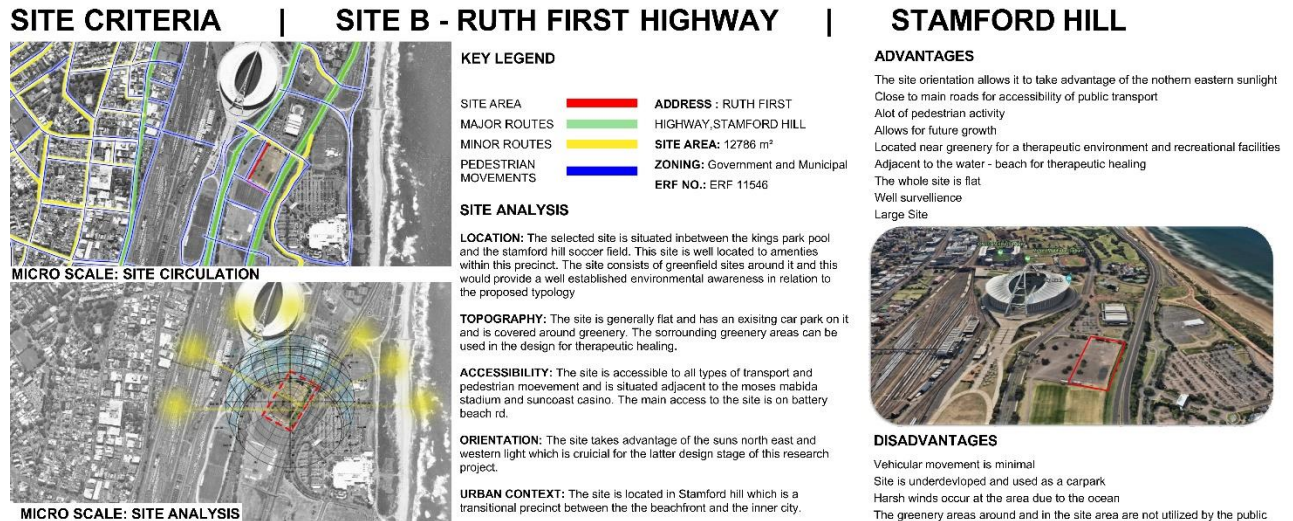 SITE CRITERIA | SITE B - RUTH FIRST HIGHWAY | STAMFORD HILL
MICRO SCALE: SITE CIRCULATION
MICRO SCALE: SITE ANALYSIS
KEY LEGEND
SITE AREA
MAJOR ROUTES
MINOR ROUTES
PEDESTRIAN
MOVEMENTS
ADDRESS : RUTH FIRST
HIGHWAY,STAMFORD HILL
SITE AREA: 12786 m²
ZONING: Government and Municipal
ERF NO.: ERF 11546
SITE ANALYSIS
LOCATION: The selected site is situated inbetween the kings park pool
and the stamford hill soccer field. This site is well located to amenties
within this precinct. The site consists of greenfield sites around it and this
would provide a well established environmental awareness in relation to
the proposed typology
TOPOGRAPHY: The site is generally flat and has an exisitng car park on it
and is covered around greenery. The sorrounding greenery areas can be
used in the design for therapeutic healing.
ACCESSIBILITY: The site is accessible to all types of transport and
pedestrian moevement and is situated adjacent to the moses mabida
stadium and suncoast casino. The main access to the site is on battery
beach rd.
ORIENTATION: The site takes advantage of the suns north east and
western light which is cruicial for the latter design stage of this research
project.
URBAN CONTEXT: The site is located in Stamford hill which is a
transitional precinct between the the beachfront and the inner city.
ADVANTAGES
The site orientation allows it to take advantage of the nothern eastern sunlight
Close to main roads for accessibility of public transport
Alot of pedestrian activity
Allows for future growth
Located near greenery for a therapeutic environment and recreational facilities
Adjacent to the water - beach for therapeutic healing
The whole site is flat
Well survellience
Large Site
DISADVANTAGES
Vehicular movement is minimal
Site is underdevloped and used as a carpark
Harsh winds occur at the area due to the ocean
The greenery areas around and in the site area are not utilized by the public